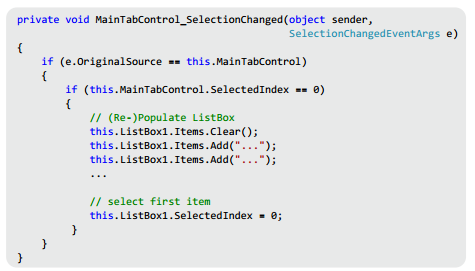 private void MainTabControl_SelectionChanged(object sender,
SelectionChangedEventArgs e)
{
if (e.OriginalSource == this.MainTabControl)
{
if (this.MainTabControl.SelectedIndex == 0)
{
// (Re-)Populate ListBox
this.ListBox1.Items.Clear();
this.ListBox1.Items.Add("...");
this.ListBox1.Items.Add("...");
...
// select first item
this.ListBox1.SelectedIndex = 0;
}
}
}